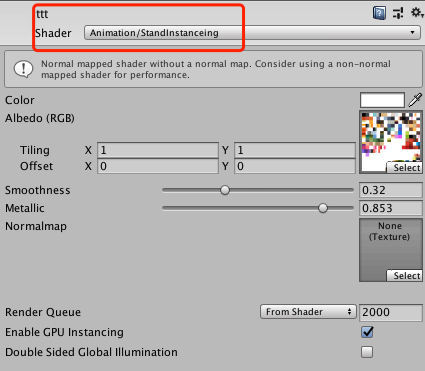 ttt
Shader Animation/StandInstanceing
Normal mapped shader without a normal map. Consider using a non-normal
mapped shader for performance.
Color
Albedo (RGB)
Tiling X 1 Y 1
Offset X 0 Y 0
Select
Smoothness 0.32
Metallic 0.853
Normalmap None
(Texture)
Select
Render Queue From Shader 2000
Enable GPU Instancing
Double Sided Global Illumination